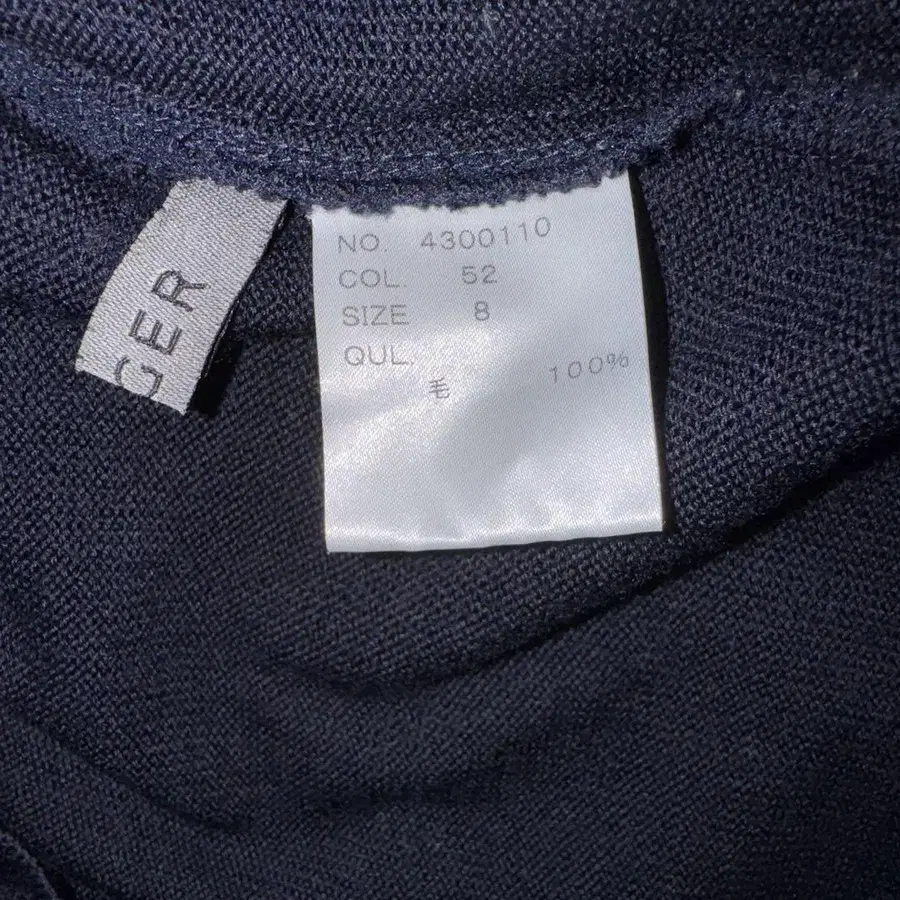 GER
NO. 4300110
COL. 52
SIZE 8
QUL.
毛 100%